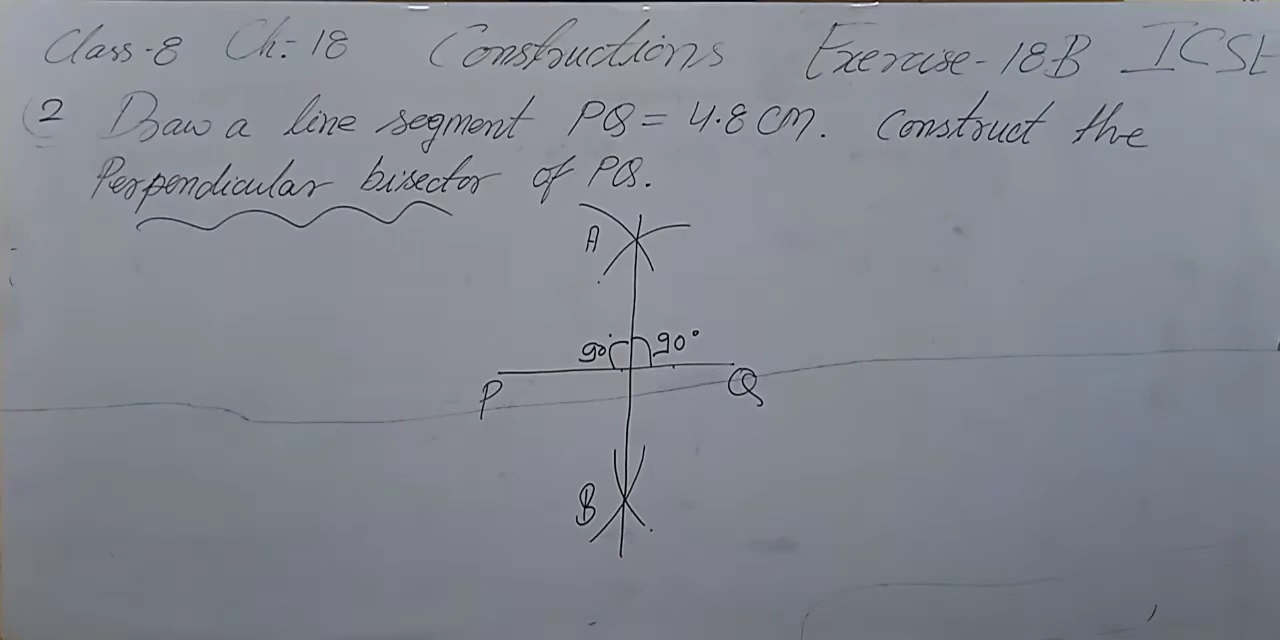 Class-8 Ch:-18 Constructions Exercise-18B ICSE
(2 Draw a line segment PQ = 4.8 cm. Construct the
Perpendicular bisector of PQ.
A
90° 90°
P Q
B